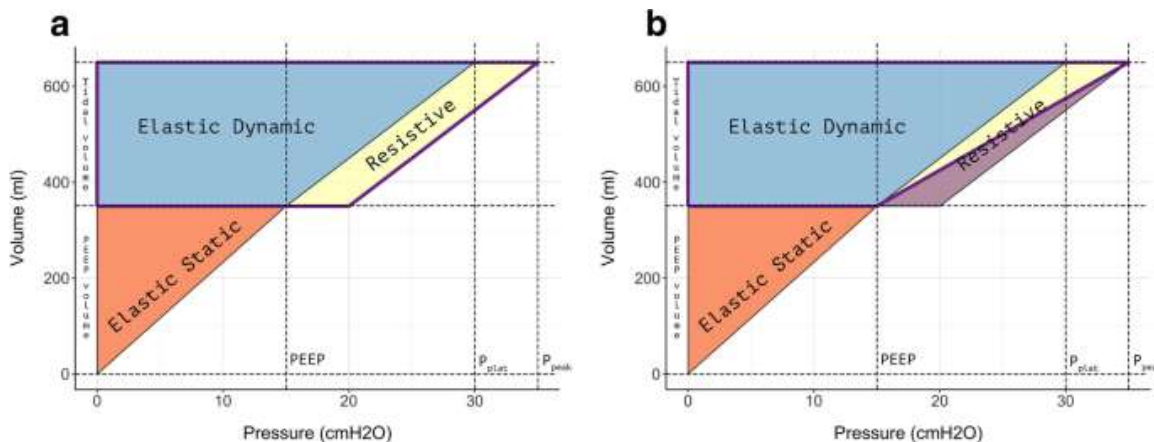 a
Volume (ml)
600
400
200
0
Tidal volume
PEEP volume
Elastic Dynamic
Resistive
Elastic Static
PEEP
Pplat
Ppeak
0
10
20
30
Pressure (cmH2O)
b
Volume (ml)
600
400
200
0
Tidal volume
PEEP volume
Elastic Dynamic
Resistive
Elastic Static
PEEP
Pplat
Ppeak
0
10
20
30
Pressure (cmH2O)